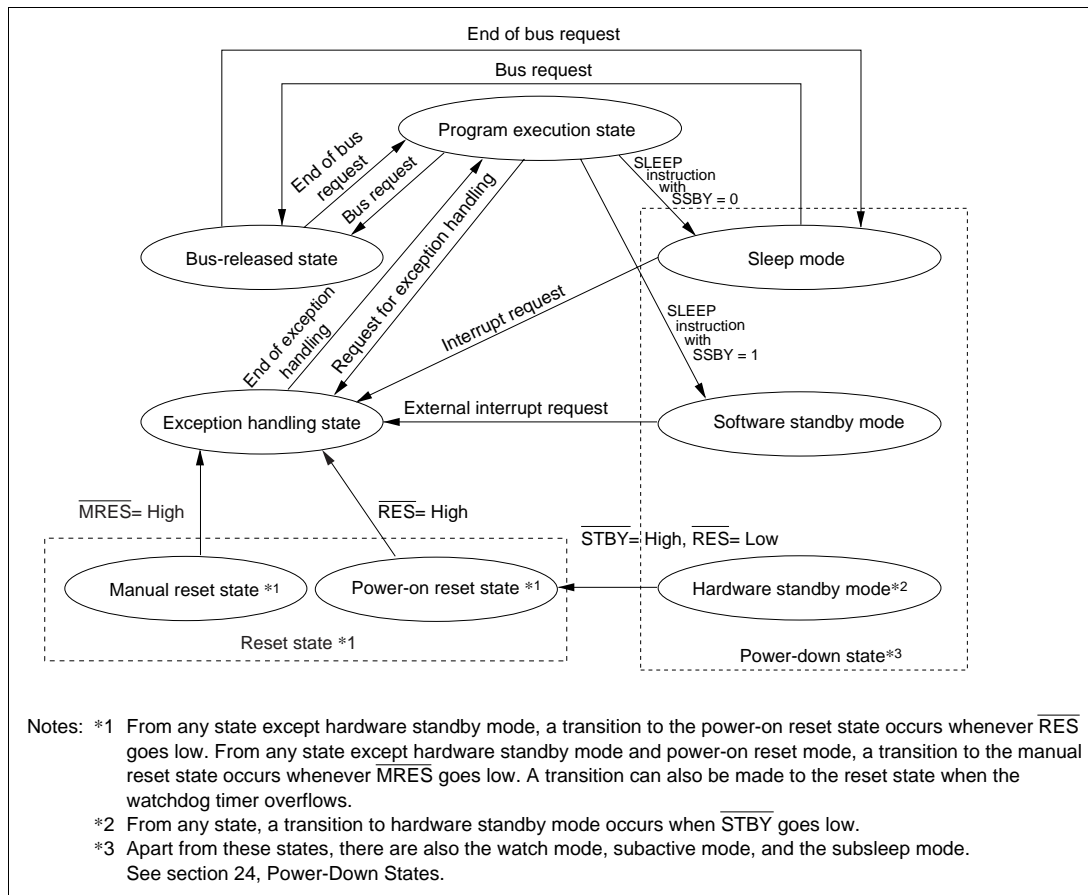 End of bus request
Bus request
Program execution state
End of bus
request
Bus request
SLEEP
instruction
with
SSBY = 0
Bus-released state
Sleep mode
End of exception
handling
Request for exception handling
Interrupt request
SLEEP
instruction
with
SSBY = 1
Exception handling state
External interrupt request
Software standby mode
MRES= High
RES= High
STBY= High, RES= Low
Manual reset state *1
Power-on reset state *1
Hardware standby mode*2
Reset state *1
Power-down state*3
Notes: *1 From any state except hardware standby mode, a transition to the power-on reset state occurs whenever RES
goes low. From any state except hardware standby mode and power-on reset mode, a transition to the manual
reset state occurs whenever MRES goes low. A transition can also be made to the reset state when the
watchdog timer overflows.
*2 From any state, a transition to hardware standby mode occurs when STBY goes low.
*3 Apart from these states, there are also the watch mode, subactive mode, and the subsleep mode.
See section 24, Power-Down States.